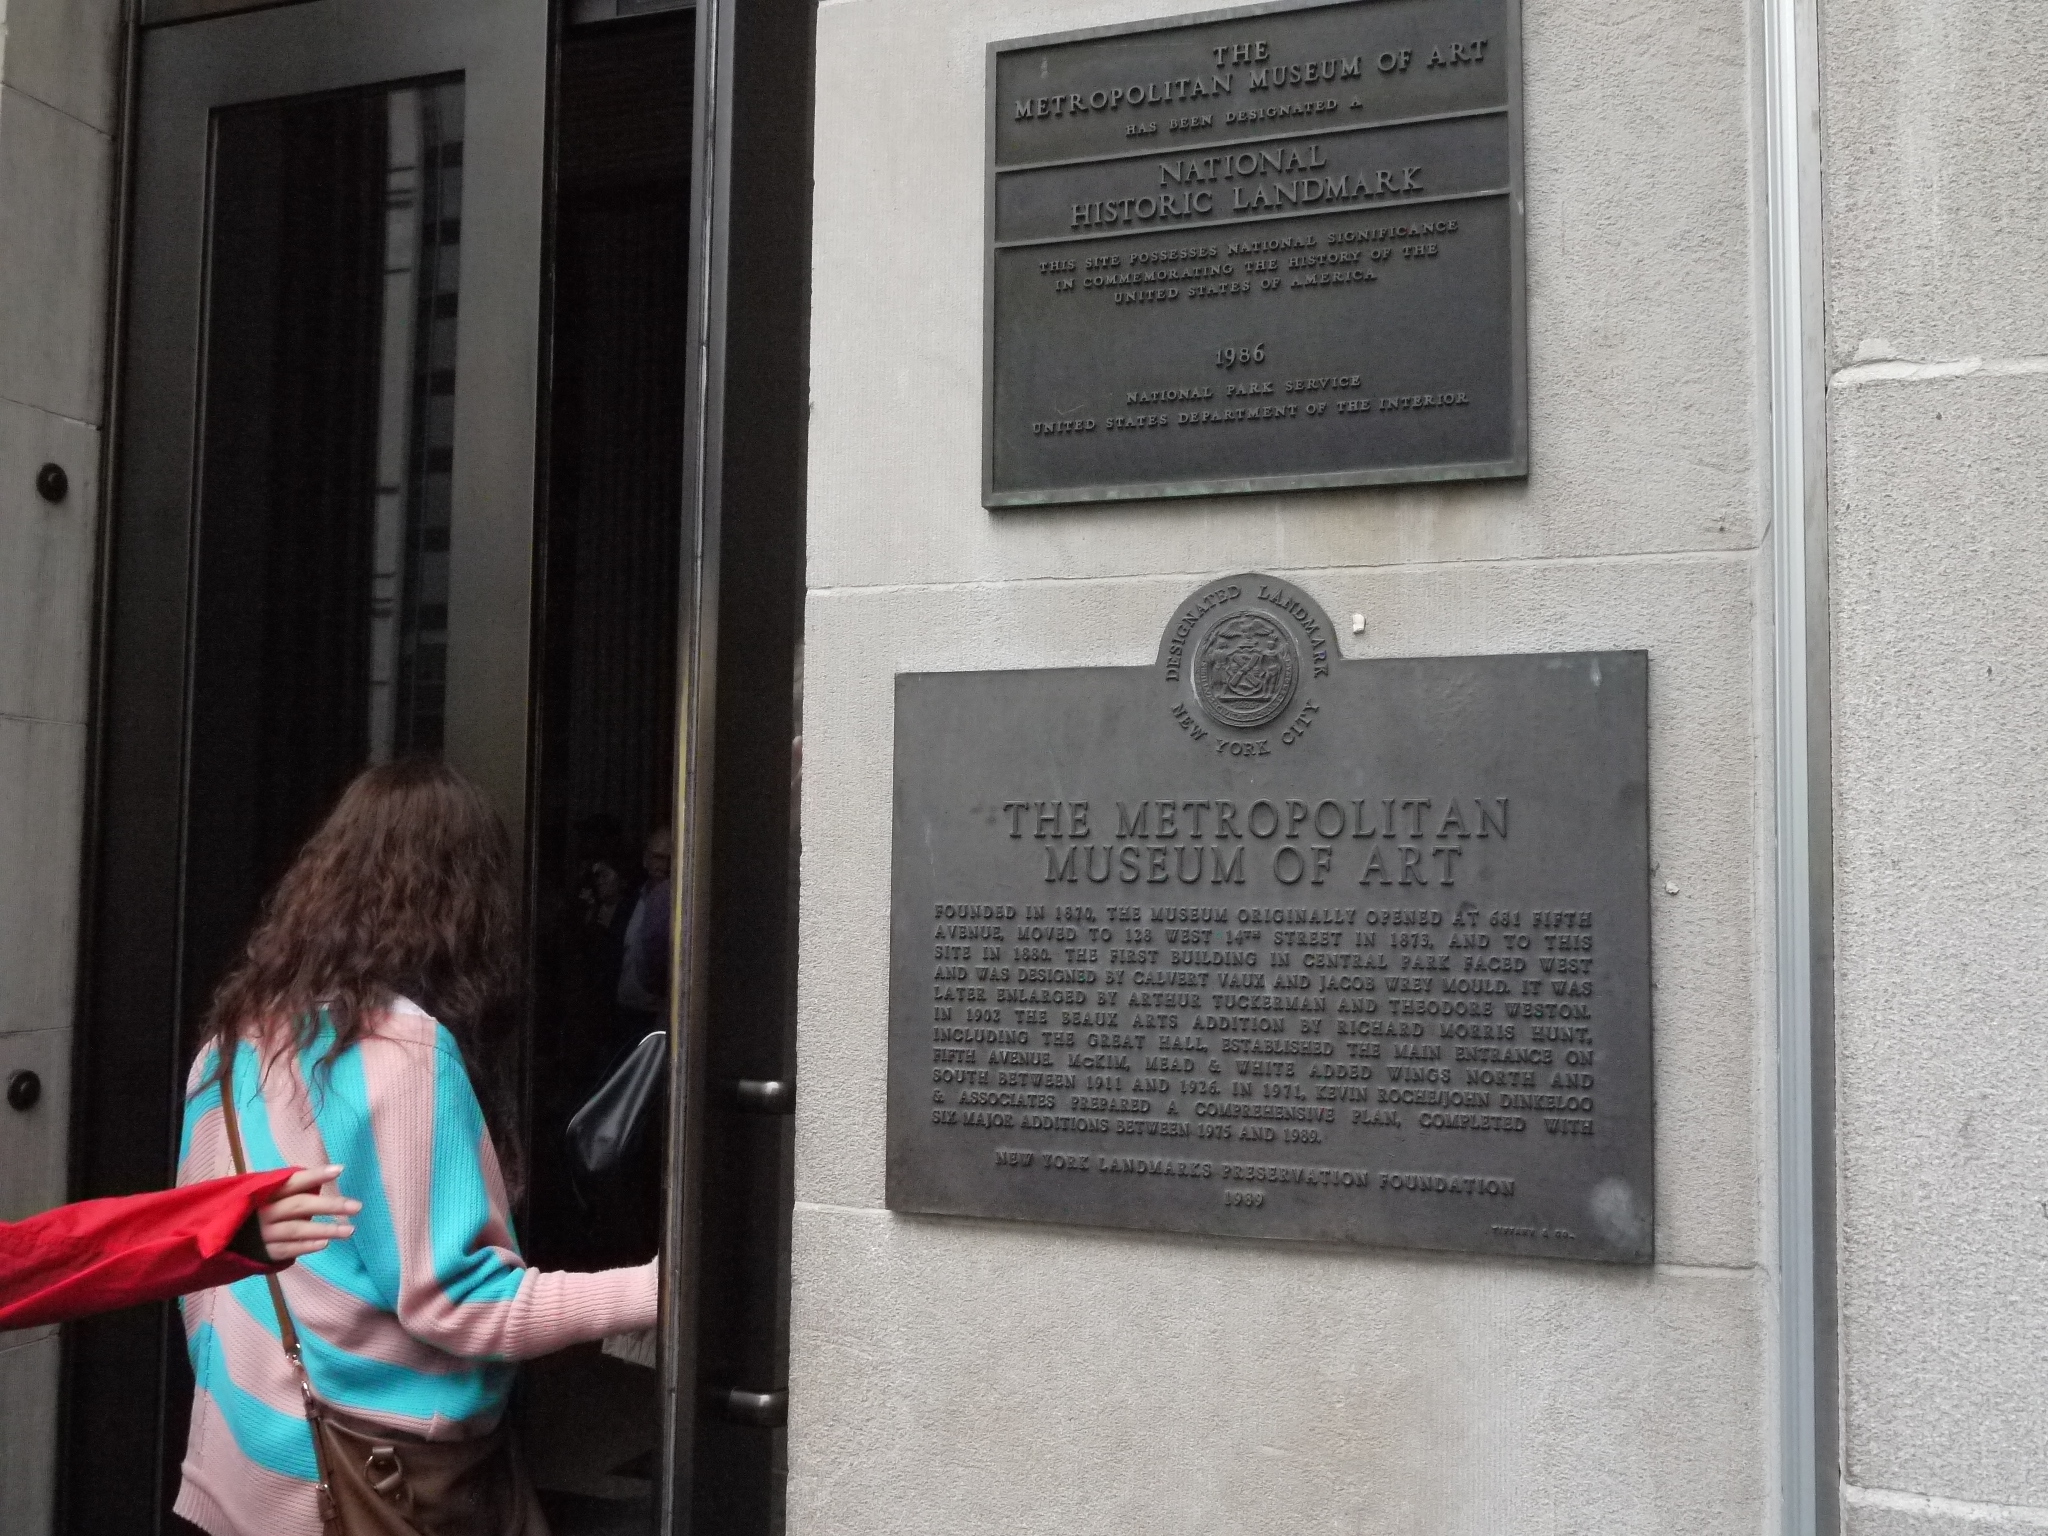 THE
METROPOLITAN MUSEUM OF ART
HAS BEEN DESIGNATED A
NATIONAL
HISTORIC LANDMARK
THIS SITE POSSESSES NATIONAL SIGNIFICANCE
IN COMMEMORATING THE HISTORY OF THE
UNITED STATES OF AMERICA
1986
NATIONAL PARK SERVICE
UNITED STATES DEPARTMENT OF THE INTERIOR
DESIGNATED LANDMARK
NEW YORK CITY
THE METROPOLITAN
MUSEUM OF ART
FOUNDED IN 1870, THE MUSEUM ORIGINALLY OPENED AT 681 FIFTH
AVENUE, MOVED TO 128 WEST 14TH STREET IN 1873, AND TO THIS
SITE IN 1880. THE FIRST BUILDING IN CENTRAL PARK FACED WEST
AND WAS DESIGNED BY CALVERT VAUX AND JACOB WREY MOULD. IT WAS
LATER ENLARGED BY ARTHUR TUCKERMAN AND THEODORE WESTON.
IN 1902 THE BEAUX ARTS ADDITION BY RICHARD MORRIS HUNT,
INCLUDING THE GREAT HALL, ESTABLISHED THE MAIN ENTRANCE ON
FIFTH AVENUE. MCKIM, MEAD & WHITE ADDED WINGS NORTH AND
SOUTH BETWEEN 1911 AND 1926. IN 1971, KEVIN ROCHE/JOHN DINKELOO
& ASSOCIATES PREPARED A COMPREHENSIVE PLAN, COMPLETED WITH
SIX MAJOR ADDITIONS BETWEEN 1975 AND 1989.
NEW YORK LANDMARKS PRESERVATION FOUNDATION
1989
TIFFANY & CO.